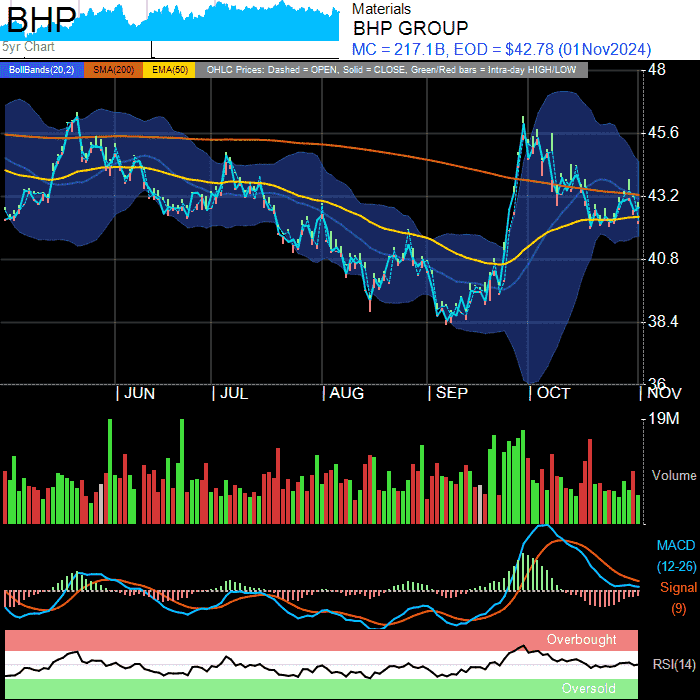 BHP
5yr Chart
Materials
BHP GROUP
MC = 217.1B, EOD = $42.78 (01Nov2024)
BollBands(20,2) SMA(200) EMA(50) OHLC Prices: Dashed = OPEN, Solid = CLOSE, Green/Red bars = Intra-day HIGH/LOW
48
45.6
43.2
40.8
38.4
36
| JUN | JUL | AUG | SEP | OCT | NOV
19M
Volume
MACD
(12-26)
Signal
(9)
Overbought
RSI(14)
Oversold